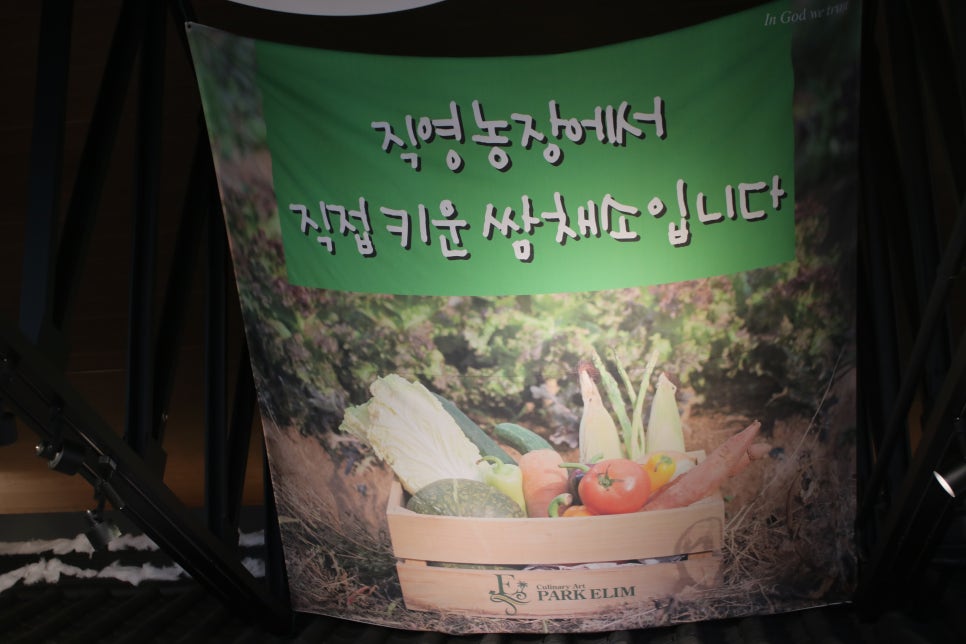 In God we trust
직영농장에서
직접 키운 쌈채소입니다
E
Culinary Art
PARK ELIM